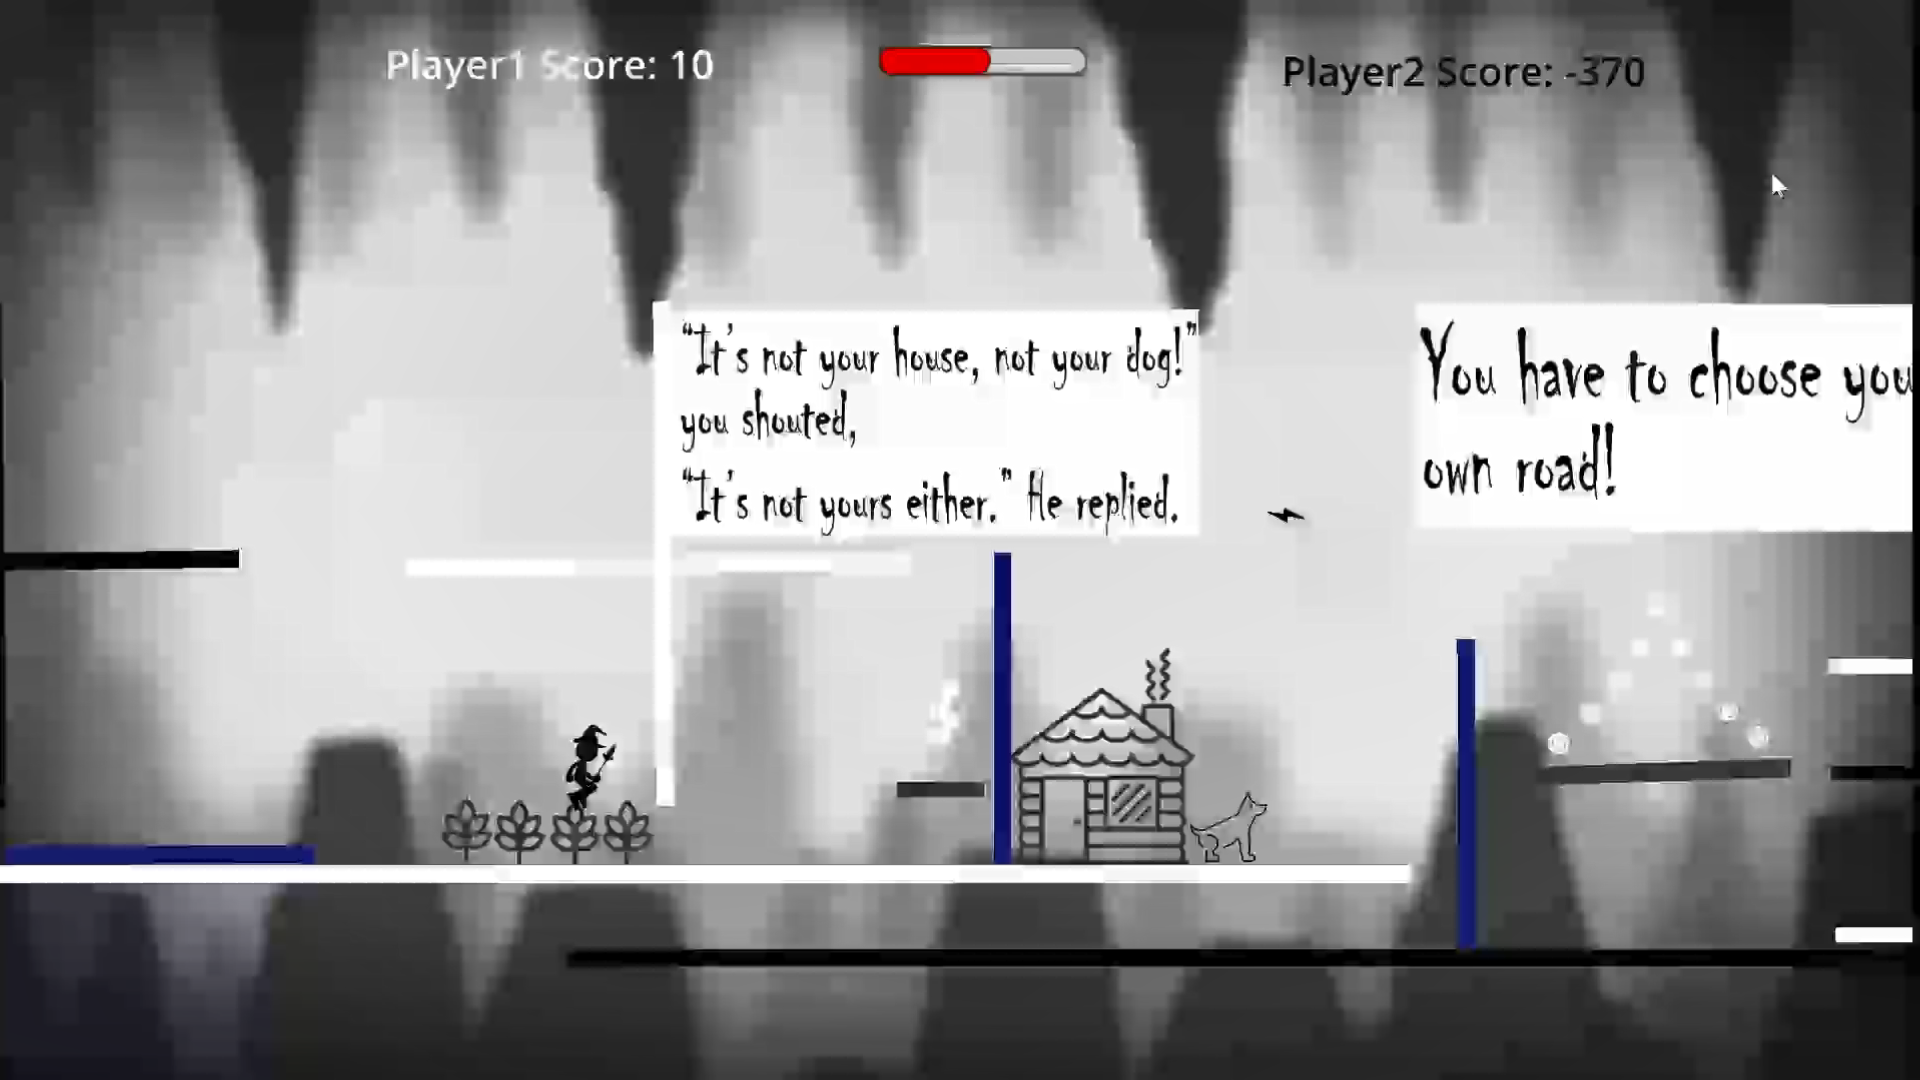 Player1 Score: 10
Player2 Score: -370
"It's not your house, not your dog!"
you shouted,
"It's not yours either." He replied.
You have to choose you
own road!